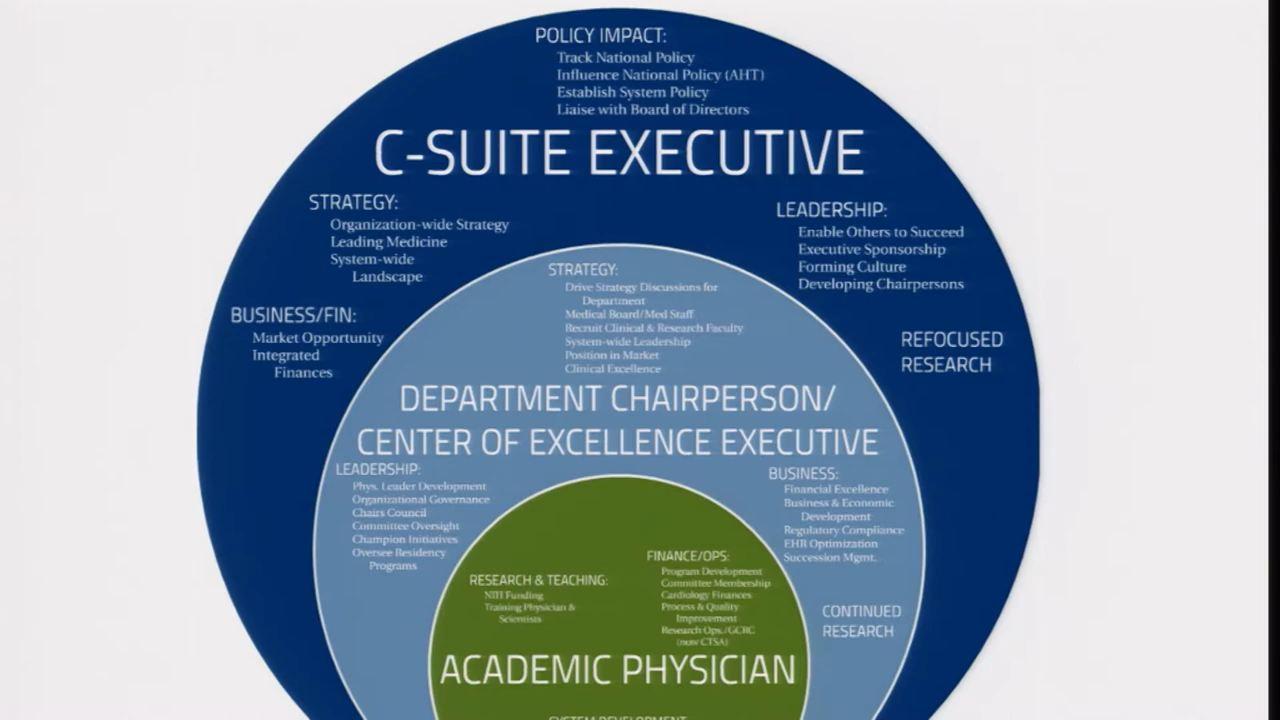 POLICY IMPACT:
Track National Policy
Influence National Policy (AHT)
Establish System Policy
Liaise with Board of Directors
C-SUITE EXECUTIVE
STRATEGY:
Organization-wide Strategy
Leading Medicine
System-wide
Landscape
LEADERSHIP:
Enable Others to Succeed
Executive Sponsorship
Forming Culture
Developing Chairpersons
BUSINESS/FIN:
Market Opportunity
Integrated
Finances
REFOCUSED
RESEARCH
STRATEGY:
Drive Strategy Discussions for
Department
Medical Board/Med Staff
Recruit Clinical & Research Faculty
System-wide Leadership
Position in Market
Clinical Excellence
DEPARTMENT CHAIRPERSON/
CENTER OF EXCELLENCE EXECUTIVE
LEADERSHIP:
Phys. Leader Development
Organizational Governance
Chairs Council
Committee Oversight
Champion Initiatives
Oversee Residency
Programs
BUSINESS:
Financial Excellence
Business & Economic
Development
Regulatory Compliance
EHR Optimization
Succession Mgmt.
CONTINUED
RESEARCH
RESEARCH & TEACHING:
NIH Funding
Training Physician &
Scientists
FINANCE/OPS:
Program Development
Committee Membership
Cardiology Finances
Process & Quality
Improvement
Research Ops./GCRC
(now CTSA)
ACADEMIC PHYSICIAN
SYSTEM DEVELOPMENT